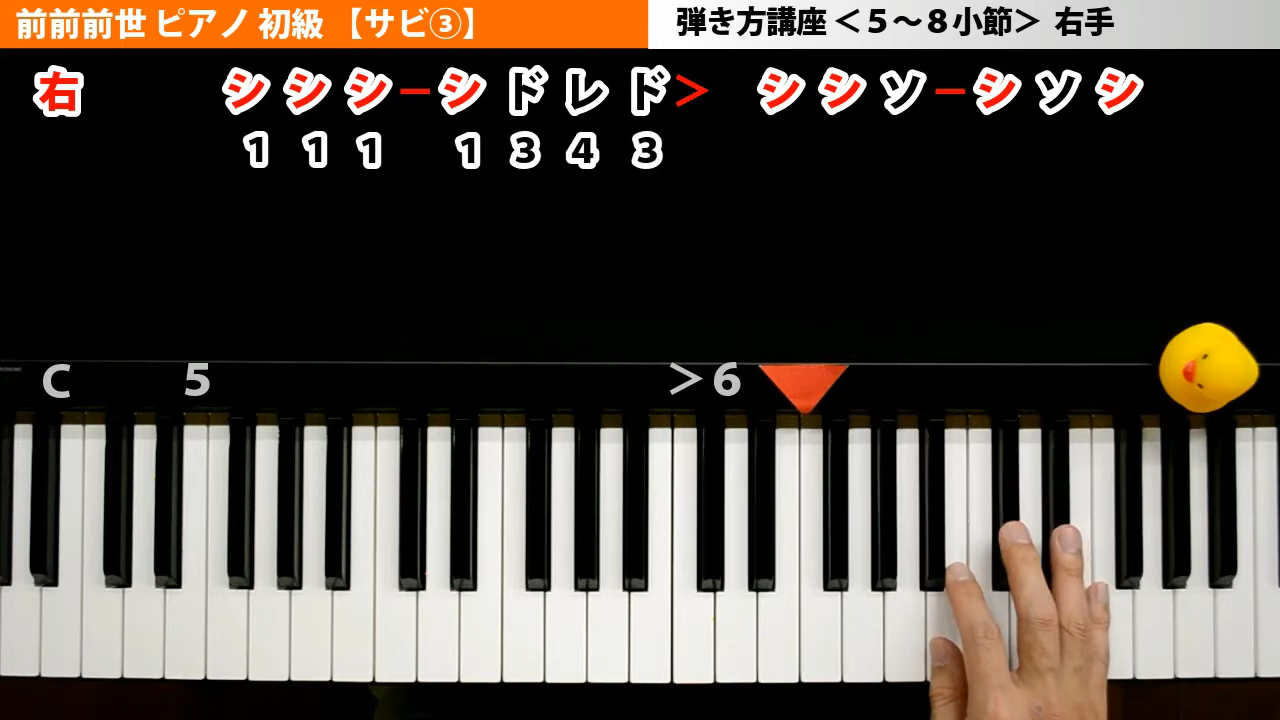 前前前世 ピアノ 初級 【サビ③】
弾き方講座 ＜５～８小節＞ 右手
右 シ シ シ ー シ ド レ ド > シ シ ソ ー シ ソ シ
1 1 1 1 3 4 3
C 5 >6